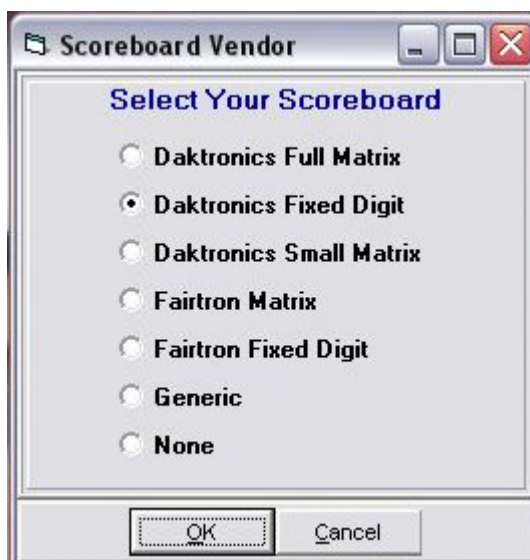 Scoreboard Vendor
Select Your Scoreboard
Daktronics Full Matrix
Daktronics Fixed Digit
Daktronics Small Matrix
Fairtron Matrix
Fairtron Fixed Digit
Generic
None
OK Cancel